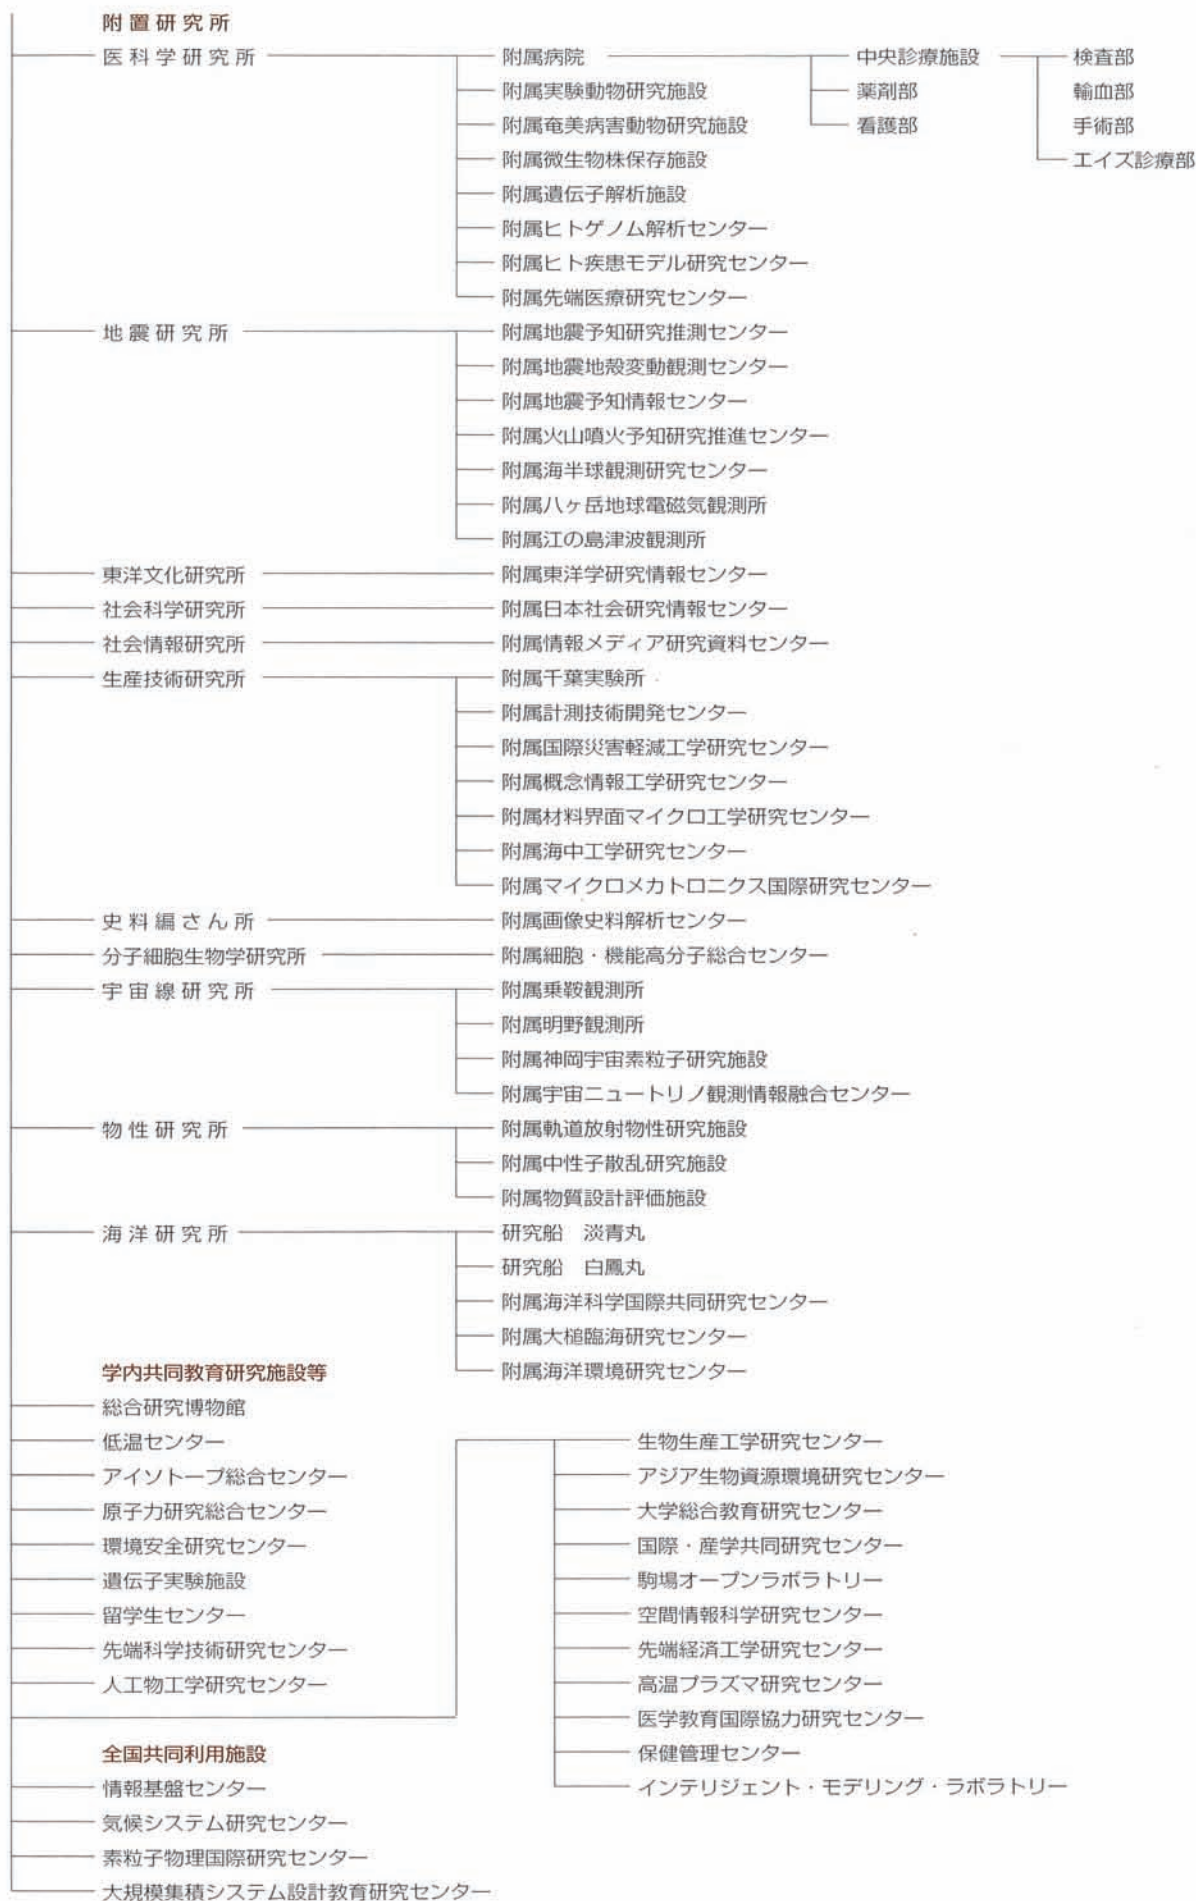 附置研究所
医科学研究所 附属病院 中央診療施設 検査部
附属実験動物研究施設 薬剤部 輸血部
附属奄美病害動物研究施設 看護部 手術部
附属微生物株保存施設 エイズ診療部
附属遺伝子解析施設
附属ヒトゲノム解析センター
附属ヒト疾患モデル研究センター
附属先端医療研究センター
地震研究所 附属地震予知研究推測センター
附属地震地殻変動観測センター
附属地震予知情報センター
附属火山噴火予知研究推進センター
附属海半球観測研究センター
附属八ヶ岳地球電磁気観測所
附属江の島津波観測所
東洋文化研究所 附属東洋学研究情報センター
社会科学研究所 附属日本社会研究情報センター
社会情報研究所 附属情報メディア研究資料センター
生産技術研究所 附属千葉実験所
附属計測技術開発センター
附属国際災害軽減工学研究センター
附属概念情報工学研究センター
附属材料界面マイクロ工学研究センター
附属海中工学研究センター
附属マイクロメカトロニクス国際研究センター
史料編さん所 附属画像史料解析センター
分子細胞生物学研究所 附属細胞・機能高分子総合センター
宇宙線研究所 附属乗鞍観測所
附属明野観測所
附属神岡宇宙素粒子研究施設
附属宇宙ニュートリノ観測情報融合センター
物性研究所 附属軌道放射物性研究施設
附属中性子散乱研究施設
附属物質設計評価施設
海洋研究所 研究船 淡青丸
研究船 白鳳丸
附属海洋科学国際共同研究センター
附属大槌臨海研究センター
附属海洋環境研究センター
学内共同教育研究施設等
総合研究博物館
低温センター
アイソトープ総合センター
原子力研究総合センター
環境安全研究センター
遺伝子実験施設
留学生センター
先端科学技術研究センター
人工物工学研究センター
生物生産工学研究センター
アジア生物資源環境研究センター
大学総合教育研究センター
国際・産学共同研究センター
駒場オープンラボラトリー
空間情報科学研究センター
先端経済工学研究センター
高温プラズマ研究センター
医学教育国際協力研究センター
保健管理センター
インテリジェント・モデリング・ラボラトリー
全国共同利用施設
情報基盤センター
気候システム研究センター
素粒子物理国際研究センター
大規模集積システム設計教育研究センター